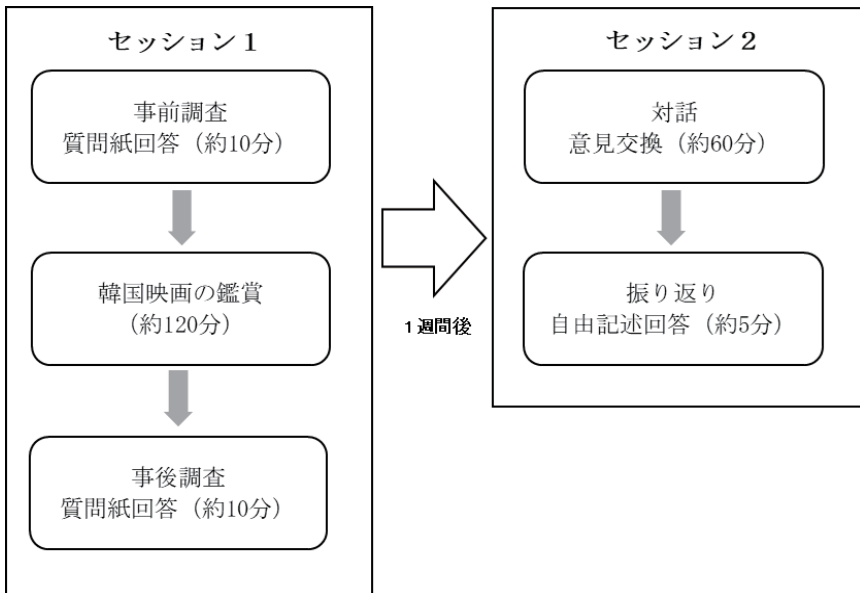 セッション１
事前調査
質問紙回答（約10分）
韓国映画の鑑賞
（約120分）
事後調査
質問紙回答（約10分）
１週間後
セッション２
対話
意見交換（約60分）
振り返り
自由記述回答（約5分）